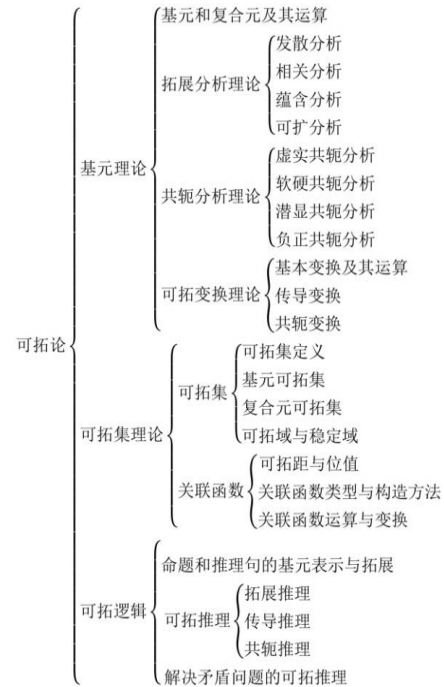 基元和复合元及其运算
发散分析
相关分析
拓展分析理论
蕴含分析
可扩分析
基元理论
虚实共轭分析
软硬共轭分析
共轭分析理论
潜显共轭分析
负正共轭分析
基本变换及其运算
可拓变换理论
传导变换
共轭变换
可拓论
可拓集定义
基元可拓集
可拓集
复合元可拓集
可拓域与稳定域
可拓集理论
可拓距与位值
关联函数
关联函数类型与构造方法
关联函数运算与变换
命题和推理句的基元表示与拓展
可拓逻辑
拓展推理
可拓推理
传导推理
共轭推理
解决矛盾问题的可拓推理